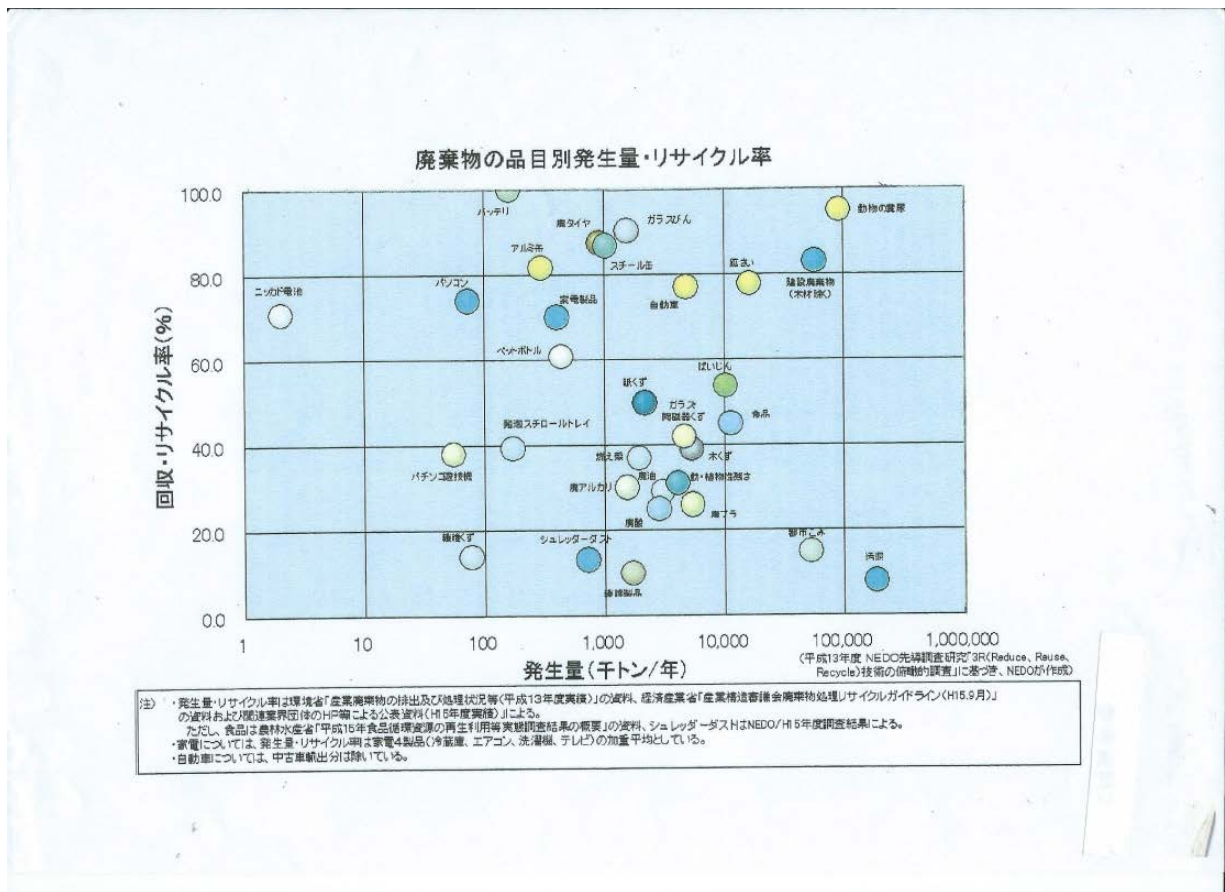 廃棄物の品目別発生量・リサイクル率
回収・リサイクル率(%)
100.0
80.0
60.0
40.0
20.0
0.0
バッテリ
廃タイヤ
ガラスびん
動物の糞尿
アルミ缶
スチール缶
鉱さい
建設廃棄物
(木材除く)
ニッカド電池
パソコン
家電製品
自動車
ペットボトル
ばいじん
紙くず
ガラス・
陶磁器くず
食品
発泡スチロールトレイ
燃え殻
木くず
パチンコ遊技機
廃アルカリ
廃油
動・植物性残さ
廃酸
廃プラ
繊維くず
シュレッダーダスト
繊維製品
都市ごみ
汚泥
1
10
100
1,000
10,000
100,000
1,000,000
発生量(千トン/年)
(平成13年度 NEDO先導調査研究「3R(Reduce、Reuse、
Recycle)技術の俯瞰的調査」に基づき、NEDOが作成)
注) ・発生量・リサイクル率は環境省「産業廃棄物の排出及び処理状況等(平成13年度実績)」の資料、経済産業省「産業構造審議会廃棄物処理リサイクルガイドライン(H15.9月)」
の資料および関連業界団体のHP等による公表資料(H15年度実績)による。
ただし、食品は農林水産省「平成15年食品循環資源の再生利用等実態調査結果の概要」の資料、シュレッダーダストはNEDO/H15年度調査結果による。
・家電については、発生量・リサイクル率は家電4製品(冷蔵庫、エアコン、洗濯機、テレビ)の加重平均としている。
・自動車については、中古車輸出分は除いている。